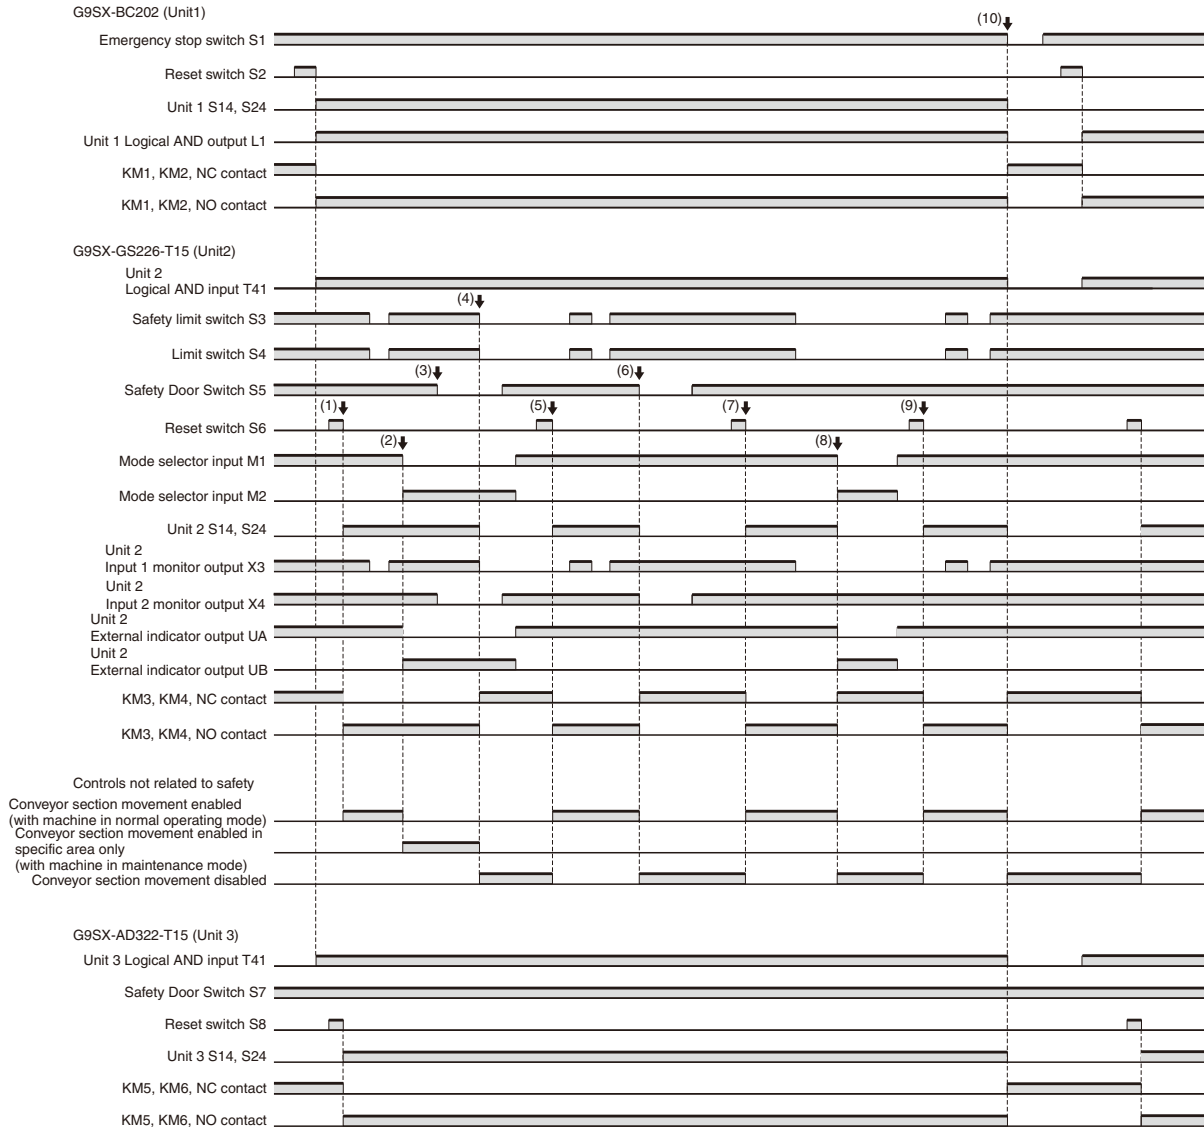 G9SX-BC202 (Unit1)
(10)
Emergency stop switch S1
Reset switch S2
Unit 1 S14, S24
Unit 1 Logical AND output L1
KM1, KM2, NC contact
KM1, KM2, NO contact
G9SX-GS226-T15 (Unit2)
Unit 2
Logical AND input T41
(4)
Safety limit switch S3
Limit switch S4
(3)
(6)
Safety Door Switch S5
(1)
(5)
(7)
(9)
Reset switch S6
(2)
(8)
Mode selector input M1
Mode selector input M2
Unit 2 S14, S24
Unit 2
Input 1 monitor output X3
Unit 2
Input 2 monitor output X4
Unit 2
External indicator output UA
Unit 2
External indicator output UB
KM3, KM4, NC contact
KM3, KM4, NO contact
Controls not related to safety
Conveyor section movement enabled
(with machine in normal operating mode)
Conveyor section movement enabled in
specific area only
(with machine in maintenance mode)
Conveyor section movement disabled
G9SX-AD322-T15 (Unit 3)
Unit 3 Logical AND input T41
Safety Door Switch S7
Reset switch S8
Unit 3 S14, S24
KM5, KM6, NC contact
KM5, KM6, NO contact